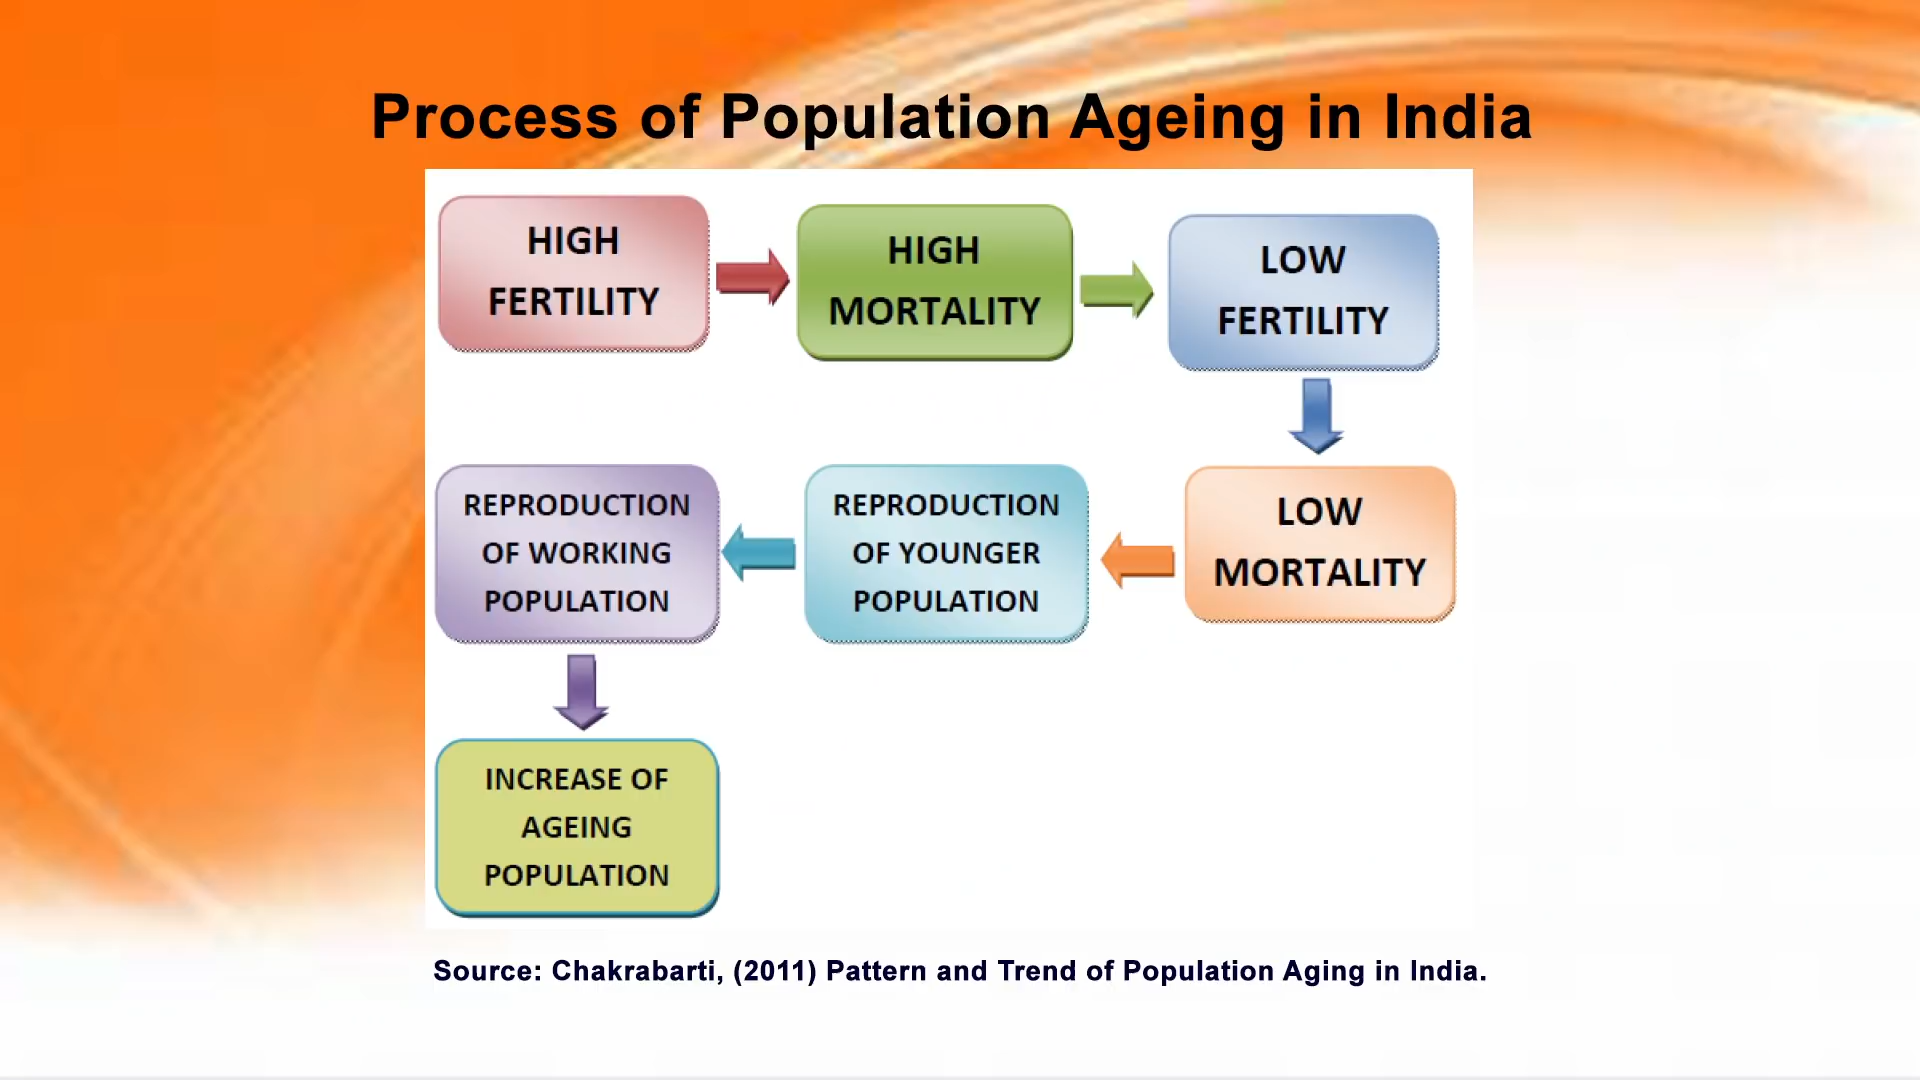 Process of Population Ageing in India
HIGH
FERTILITY
HIGH
MORTALITY
LOW
FERTILITY
LOW
MORTALITY
REPRODUCTION
OF YOUNGER
POPULATION
REPRODUCTION
OF WORKING
POPULATION
INCREASE OF
AGEING
POPULATION
Source: Chakrabarti, (2011) Pattern and Trend of Population Aging in India.